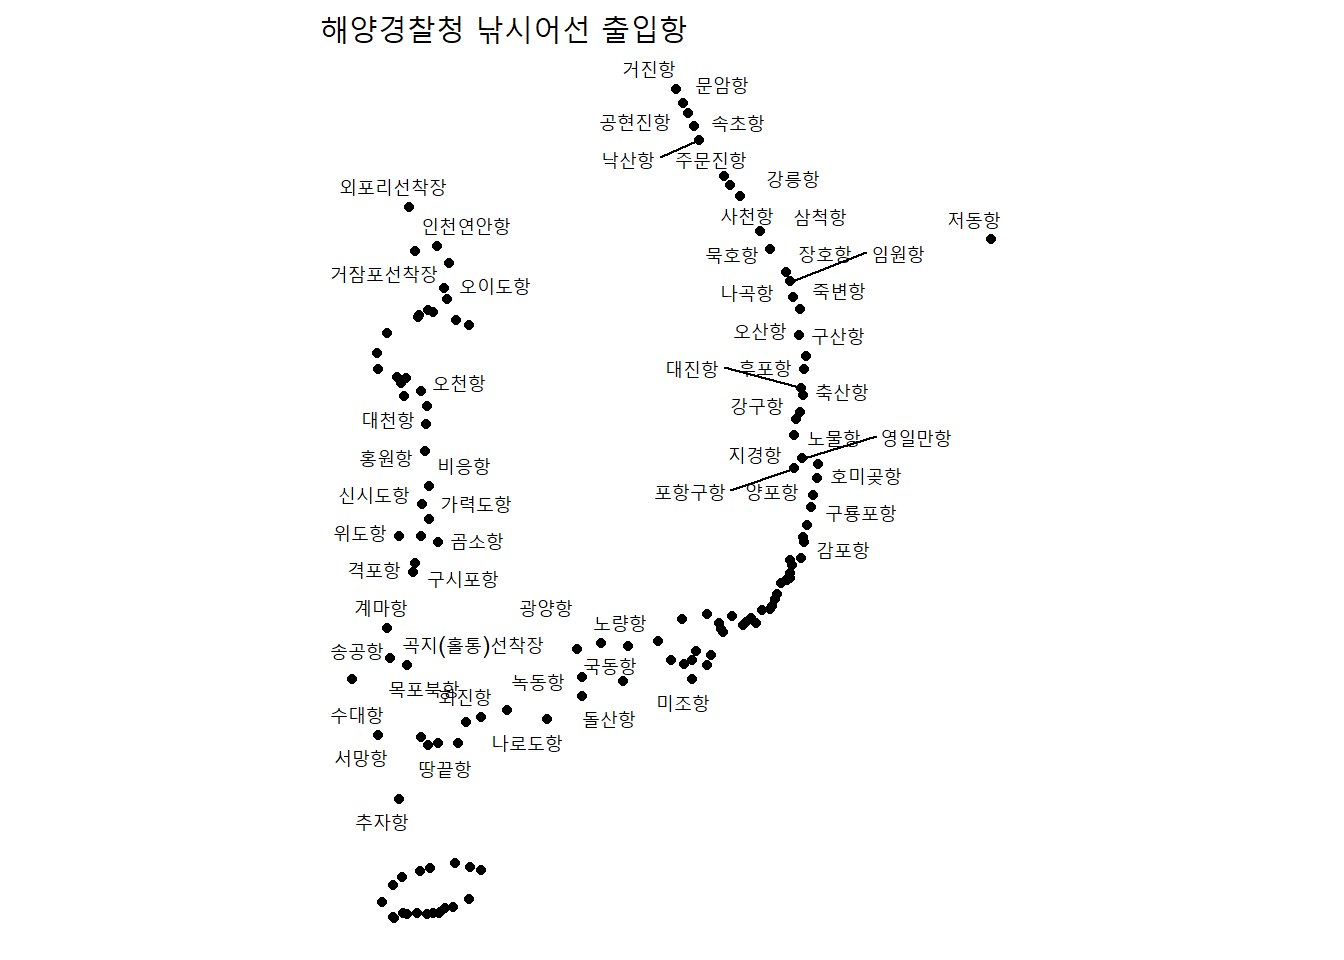 해양경찰청 낚시어선 출입항
거진항
문암항
공현진항
속초항
낙산항
주문진항
강릉항
외포리선착장
사천항
삼척항
저동항
인천연안항
묵호항
장호항
임원항
거잠포선착장
오이도항
나곡항
죽변항
오산항
구산항
대진항
후포항
오천항
축산항
강구항
대천항
노물항
영일만항
홍원항
지경항
비응항
호미곶항
신시도항
포항구항
양포항
가력도항
구룡포항
위도항
곰소항
감포항
격포항
구시포항
계마항
광양항
노량항
송공항
곡지(홀통)선착장
국동항
목포북항
회진항
녹동항
미조항
수대항
돌산항
나로도항
서망항
땅끝항
추자항